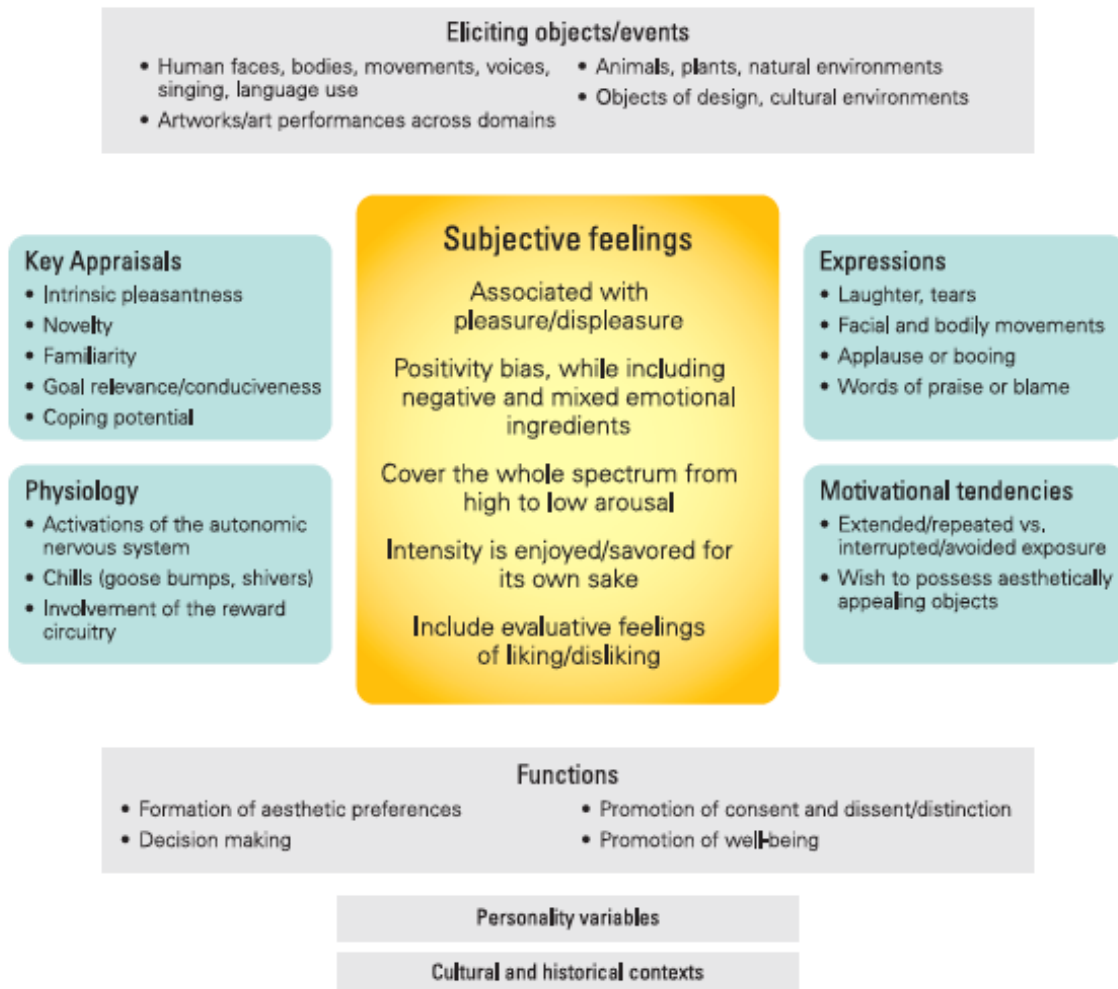 Eliciting objects/events
• Human faces, bodies, movements, voices,
singing, language use
• Artworks/art performances across domains
• Animals, plants, natural environments
• Objects of design, cultural environments
Key Appraisals
• Intrinsic pleasantness
• Novelty
• Familiarity
• Goal relevance/conduciveness
• Coping potential
Physiology
• Activations of the autonomic
nervous system
• Chills (goose bumps, shivers)
• Involvement of the reward
circuitry
Subjective feelings
Associated with
pleasure/displeasure
Positivity bias, while including
negative and mixed emotional
ingredients
Cover the whole spectrum from
high to low arousal
Intensity is enjoyed/savored for
its own sake
Include evaluative feelings
of liking/disliking
Expressions
• Laughter, tears
• Facial and bodily movements
• Applause or booing
• Words of praise or blame
Motivational tendencies
• Extended/repeated vs.
interrupted/avoided exposure
• Wish to possess aesthetically
appealing objects
Functions
• Formation of aesthetic preferences
• Decision making
• Promotion of consent and dissent/distinction
• Promotion of well-being
Personality variables
Cultural and historical contexts